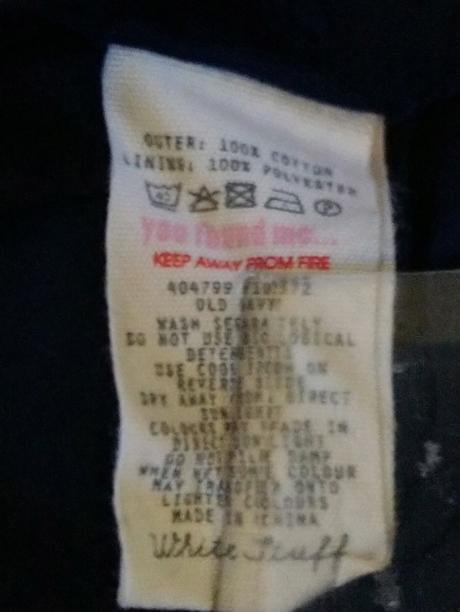 OUTER: 100% COTTON
LINING: 100% POLYESTER
40 P
you found me...
KEEP AWAY FROM FIRE
404799
OLD NAVY
WASH SEPARATELY
DO NOT USE BIOLOGICAL
DETERGENTS
USE COOL IRON ON
REVERSE
DRY AWAY FROM DIRECT
SUNLIGHT
COLOURS MAY FADE IN
DIRECT SUNLIGHT
DO NOT DAMP
WHEN WET SOME COLOUR
MAY TRANSFER ONTO
LIGHTER COLOURS
MADE IN CHINA
White Stuff